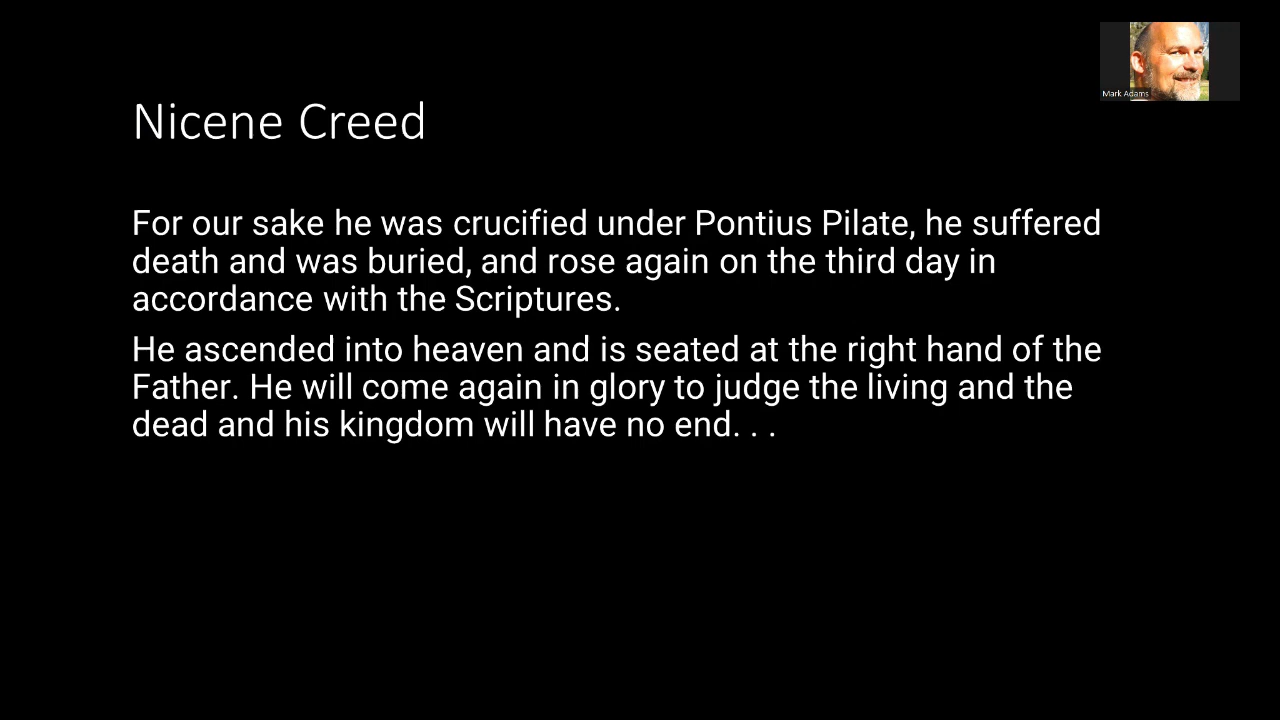 Mark Adams
Nicene Creed
For our sake he was crucified under Pontius Pilate, he suffered
death and was buried, and rose again on the third day in
accordance with the Scriptures.
He ascended into heaven and is seated at the right hand of the
Father. He will come again in glory to judge the living and the
dead and his kingdom will have no end. . .